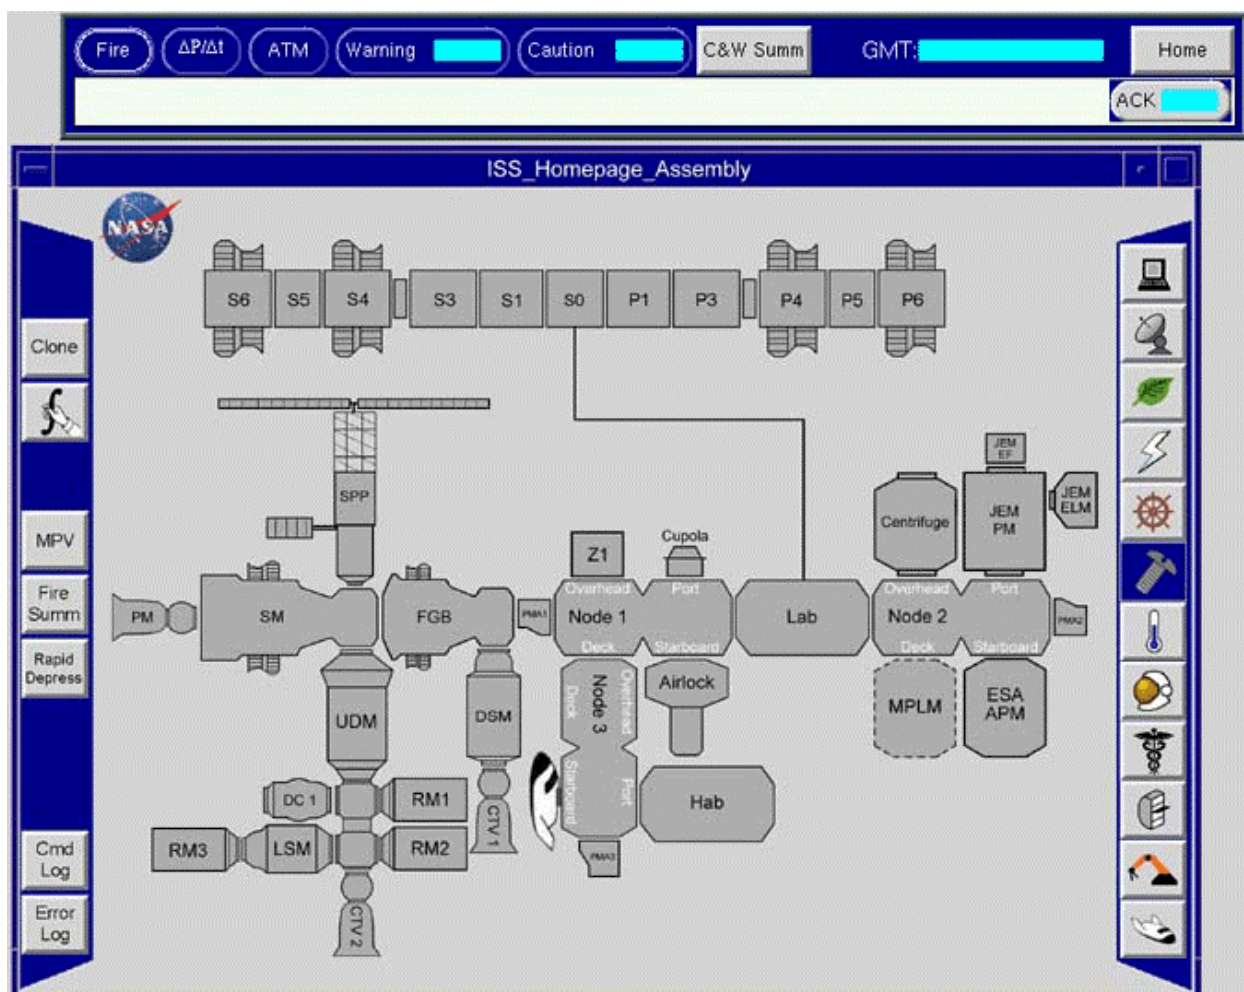 Fire
ΔP/Δt
ATM
Warning
Caution
C&W Summ
GMT:
Home
ACK
ISS_Homepage_Assembly
NASA
S6
S5
S4
S3
S1
S0
P1
P3
P4
P5
P6
Clone
MPV
Fire
Summ
Rapid
Depress
Cmd
Log
Error
Log
SPP
JEM
EF
Centrifuge
JEM
PM
JEM
ELM
Z1
Cupola
PM
SM
FGB
PMA1
Overhead
Port
Node 1
Deck
Starboard
Lab
Overhead
Port
Node 2
Deck
Starboard
PMA2
UDM
DSM
Deck
Node 3
Overhead
Starboard
Port
Airlock
MPLM
ESA
APM
DC 1
RM1
CTV 1
Hab
RM3
LSM
RM2
PMA3
CTV 2